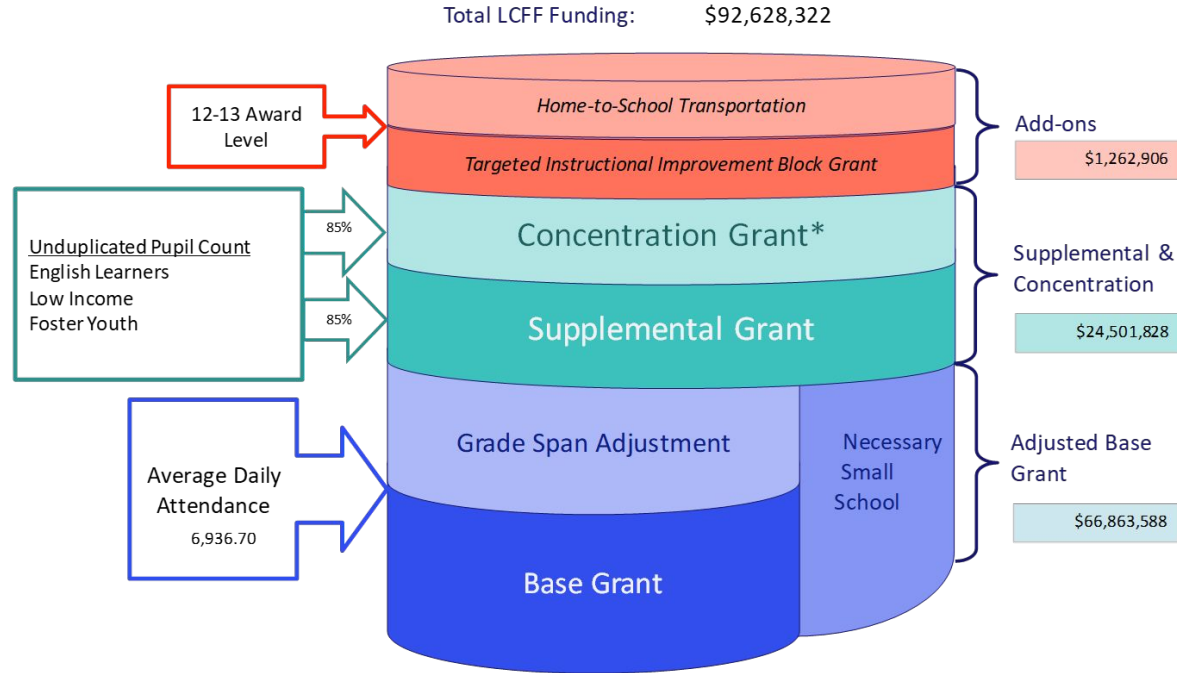 Total LCFF Funding: $92,628,322
12-13 Award
Level
Home-to-School Transportation
Targeted Instructional Improvement Block Grant
Add-ons
$1,262,906
Unduplicated Pupil Count
English Learners
Low Income
Foster Youth
85%
85%
Concentration Grant*
Supplemental Grant
Supplemental &
Concentration
$24,501,828
Average Daily
Attendance
6,936.70
Grade Span Adjustment
Base Grant
Necessary
Small
School
Adjusted Base
Grant
$66,863,588